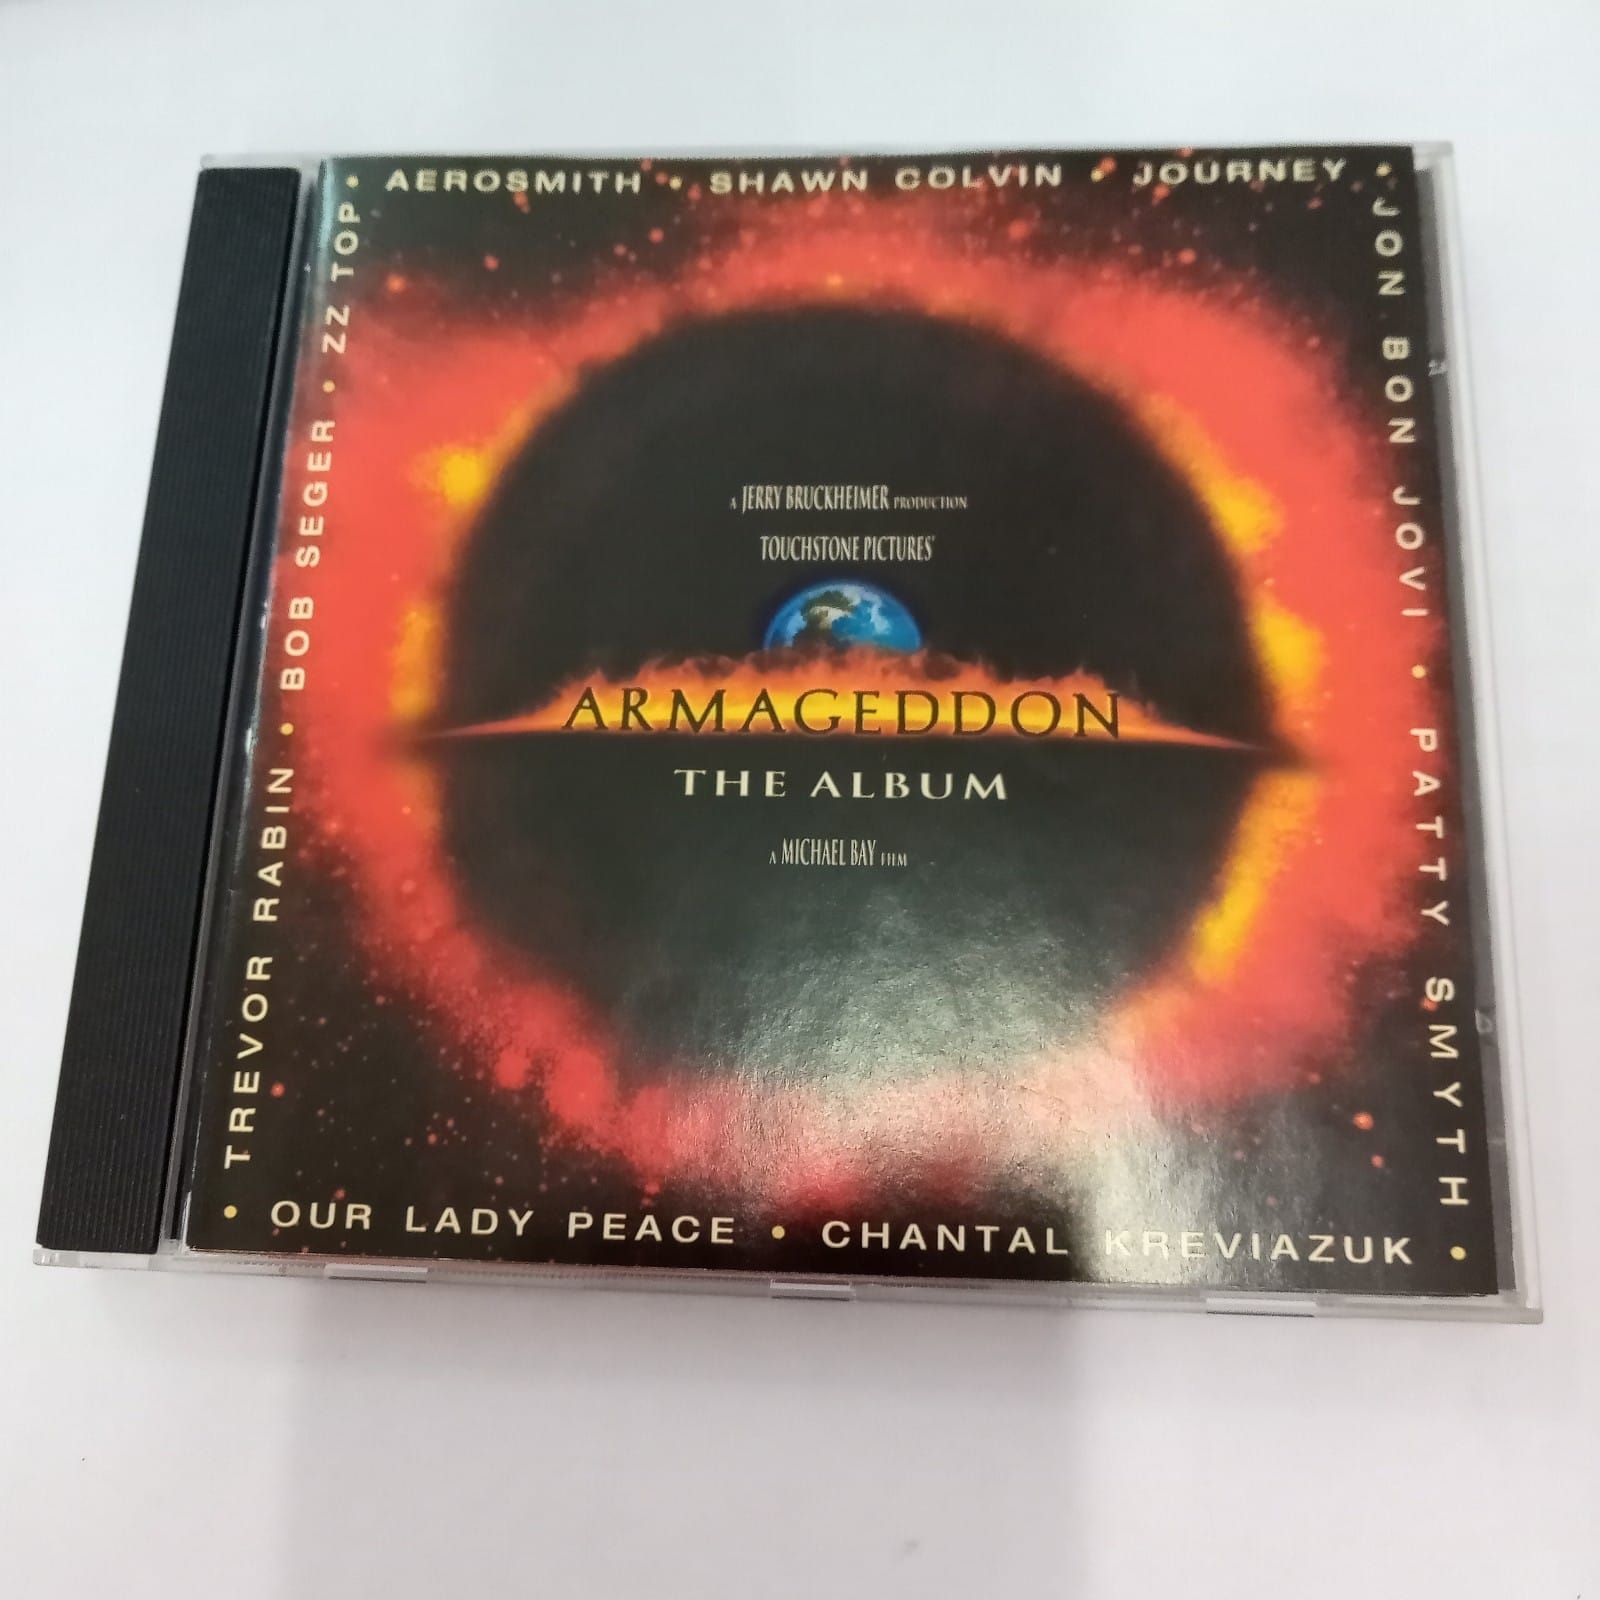 • AEROSMITH • SHAWN COLVIN • JOURNEY •
JON BON JOVI • PATTY SMYTH
A JERRY BRUCKHEIMER PRODUCTION
TOUCHSTONE PICTURES'
ARMAGEDDON
THE ALBUM
A MICHAEL BAY FILM
TREVOR RABIN • BOB SEGER • ZZ TOP
• OUR LADY PEACE • CHANTAL KREVIAZUK •